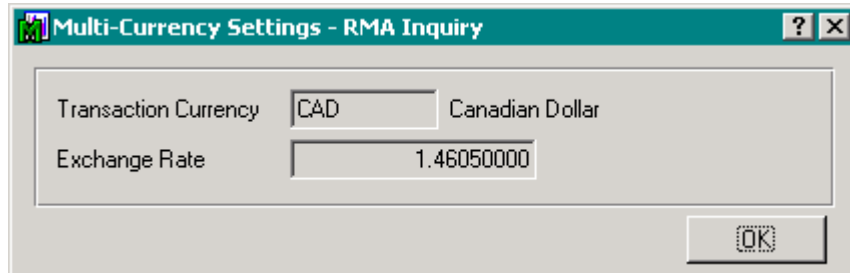 Multi-Currency Settings - RMA Inquiry
Transaction Currency CAD Canadian Dollar
Exchange Rate 1.46050000
OK